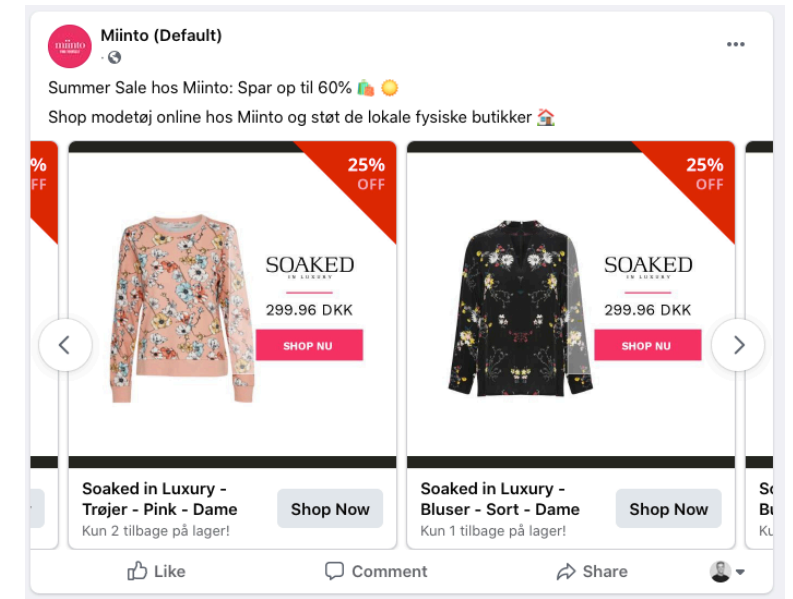 miinto
Miinto (Default)
Summer Sale hos Miinto: Spar op til 60% 🛍️ ☀️
Shop modetøj online hos Miinto og støt de lokale fysiske butikker 🏠
%
FF
25%
OFF
SOAKED
IN LUXURY
299.96 DKK
SHOP NU
25%
OFF
SOAKED
IN LUXURY
299.96 DKK
SHOP NU
Soaked in Luxury -
Trøjer - Pink - Dame
Kun 2 tilbage på lager!
Shop Now
Soaked in Luxury -
Bluser - Sort - Dame
Kun 1 tilbage på lager!
Shop Now
Like
Comment
Share